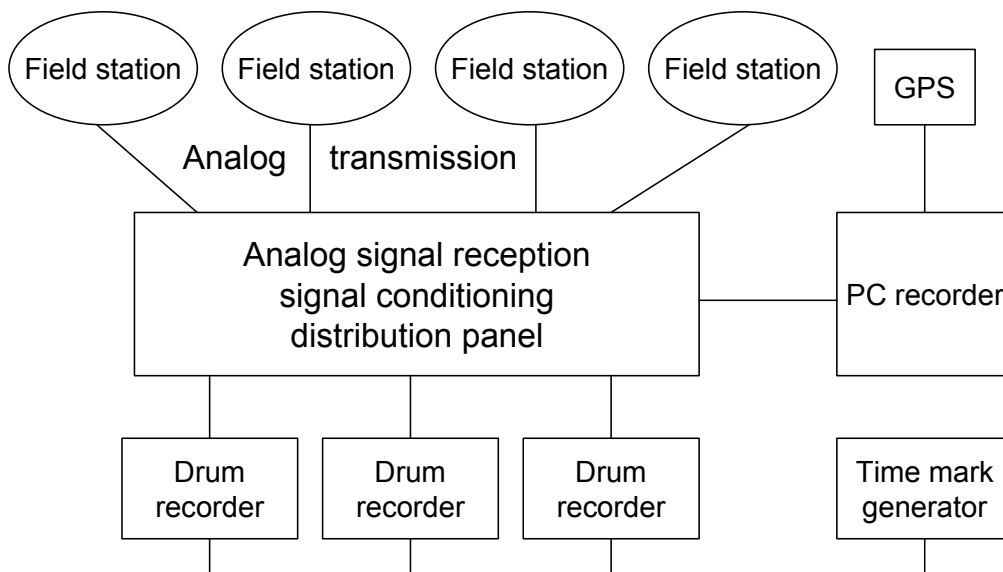 Field station Field station Field station Field station
GPS
Analog transmission
Analog signal reception
signal conditioning
distribution panel
PC recorder
Drum
recorder
Drum
recorder
Drum
recorder
Time mark
generator